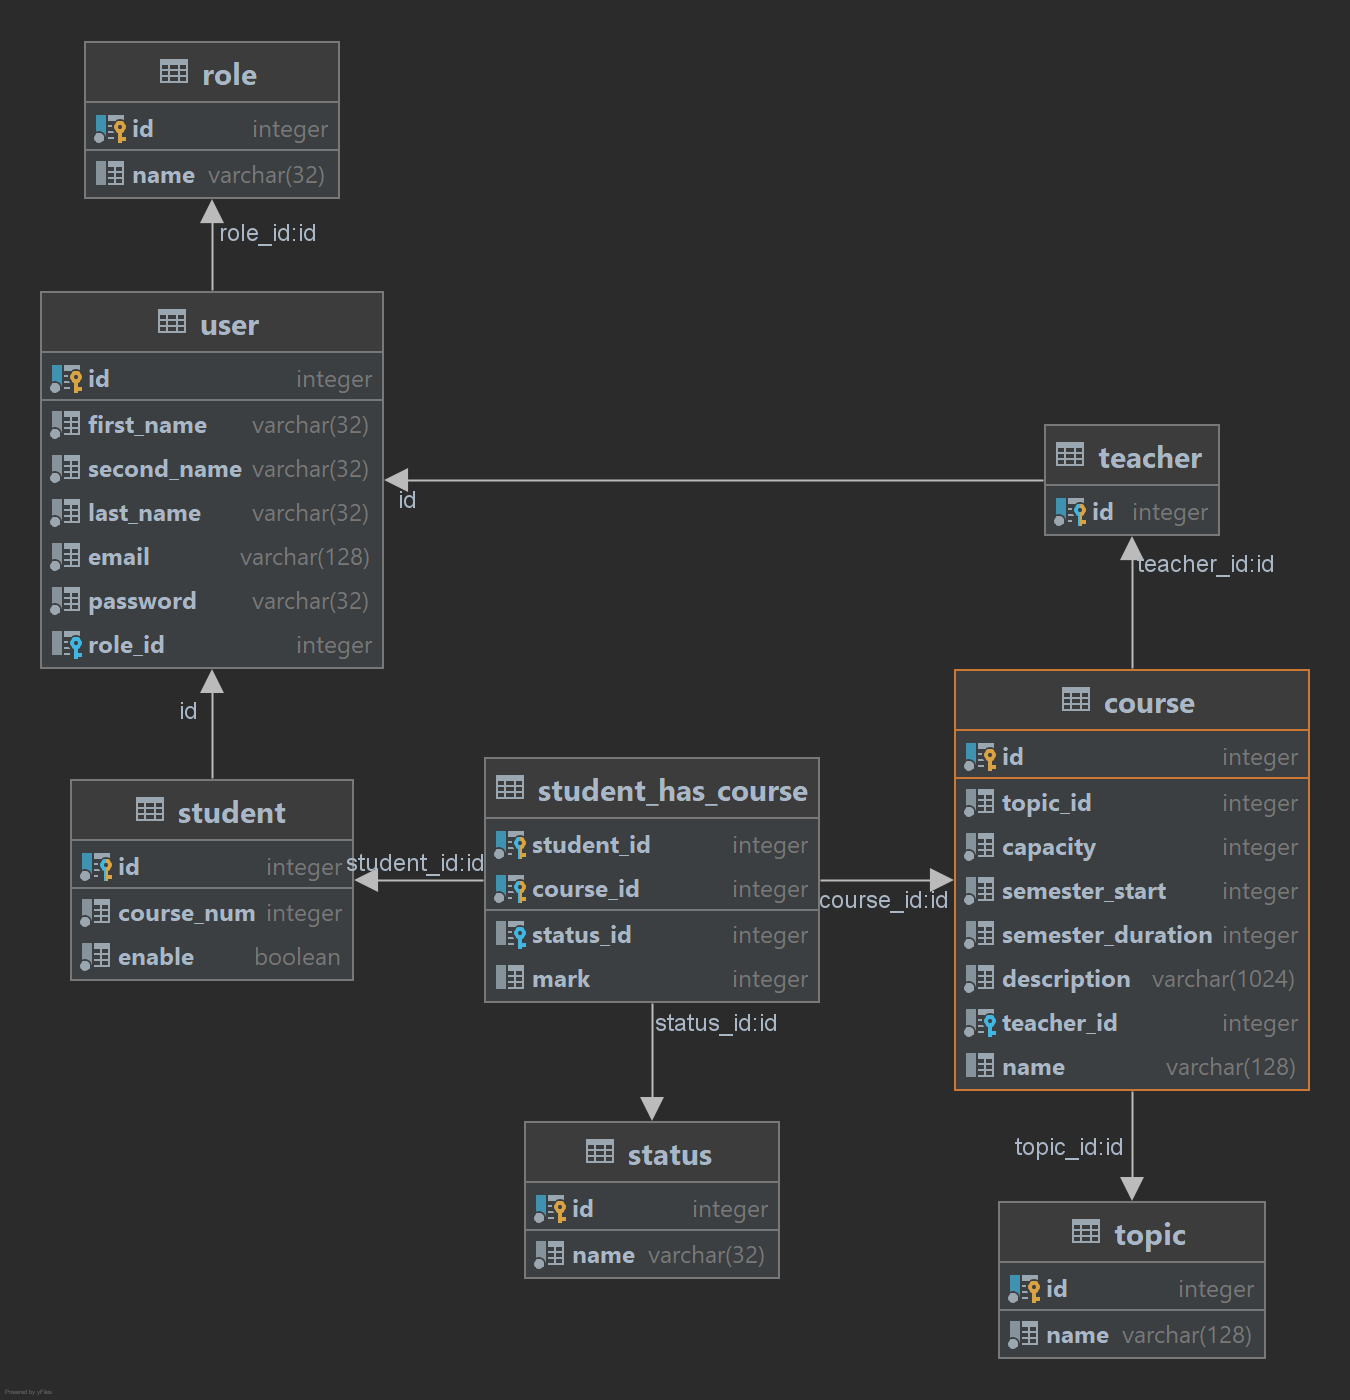 role
id integer
name varchar(32)
role_id:id
user
id integer
first_name varchar(32)
second_name varchar(32)
last_name varchar(32)
email varchar(128)
password varchar(32)
role_id integer
id
teacher
id integer
teacher_id:id
id
student
id integer
course_num integer
enable boolean
student_id:id
student_has_course
student_id integer
course_id integer
status_id integer
mark integer
course_id:id
course
id integer
topic_id integer
capacity integer
semester_start integer
semester_duration integer
description varchar(1024)
teacher_id integer
name varchar(128)
status_id:id
status
id integer
name varchar(32)
topic_id:id
topic
id integer
name varchar(128)
Powered by yFiles